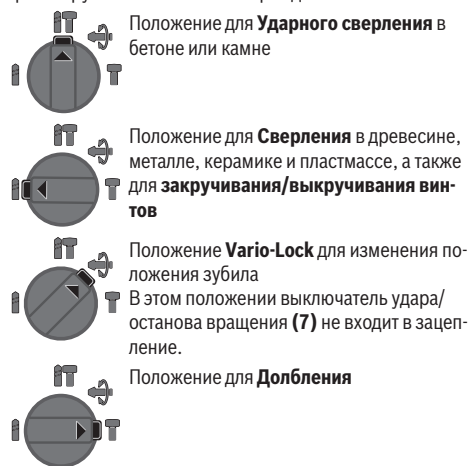 Положение для Ударного сверления в
бетоне или камне
Положение для Сверления в древесине,
металле, керамике и пластмассе, а также
для закручивания/выкручивания вин-
тов
Положение Vario-Lock для изменения по-
ложения зубила
В этом положении выключатель удара/
останова вращения (7) не входит в зацеп-
ление.
Положение для Долбления